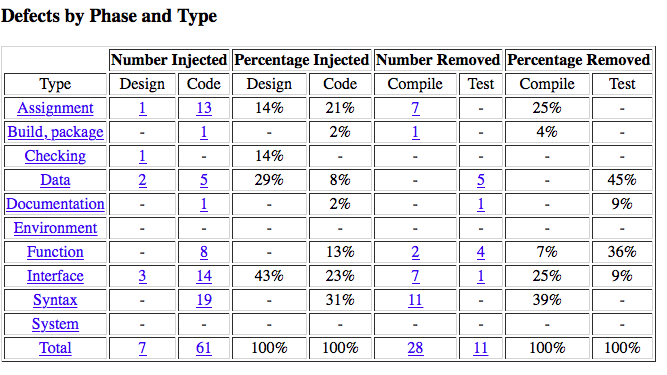 Defects by Phase and Type
Number Injected Percentage Injected Number Removed Percentage Removed
Type Design Code Design Code Compile Test Compile Test
Assignment 1 13 14% 21% 7 - 25% -
Build, package - 1 - 2% 1 - 4% -
Checking 1 - 14% - - - - -
Data 2 5 29% 8% - 5 - 45%
Documentation - 1 - 2% - 1 - 9%
Environment - - - - - - - -
Function - 8 - 13% 2 4 7% 36%
Interface 3 14 43% 23% 7 1 25% 9%
Syntax - 19 - 31% 11 - 39% -
System - - - - - - - -
Total 7 61 100% 100% 28 11 100% 100%